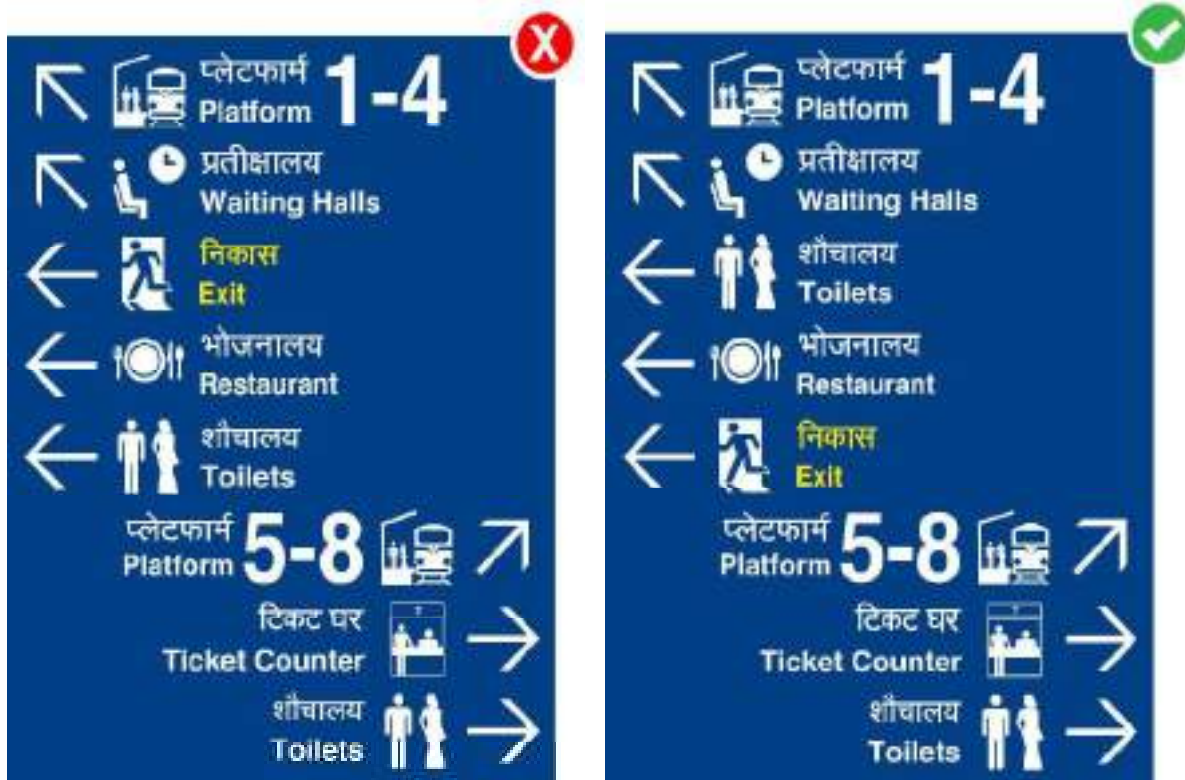 X
प्लेटफार्म
Platform 1-4
प्रतीक्षालय
Waiting Halls
निकास
Exit
भोजनालय
Restaurant
शौचालय
Toilets
प्लेटफार्म
Platform 5-8
टिकट घर
Ticket Counter
शौचालय
Toilets
प्लेटफार्म
Platform 1-4
प्रतीक्षालय
Waiting Halls
शौचालय
Toilets
भोजनालय
Restaurant
निकास
Exit
प्लेटफार्म
Platform 5-8
टिकट घर
Ticket Counter
शौचालय
Toilets